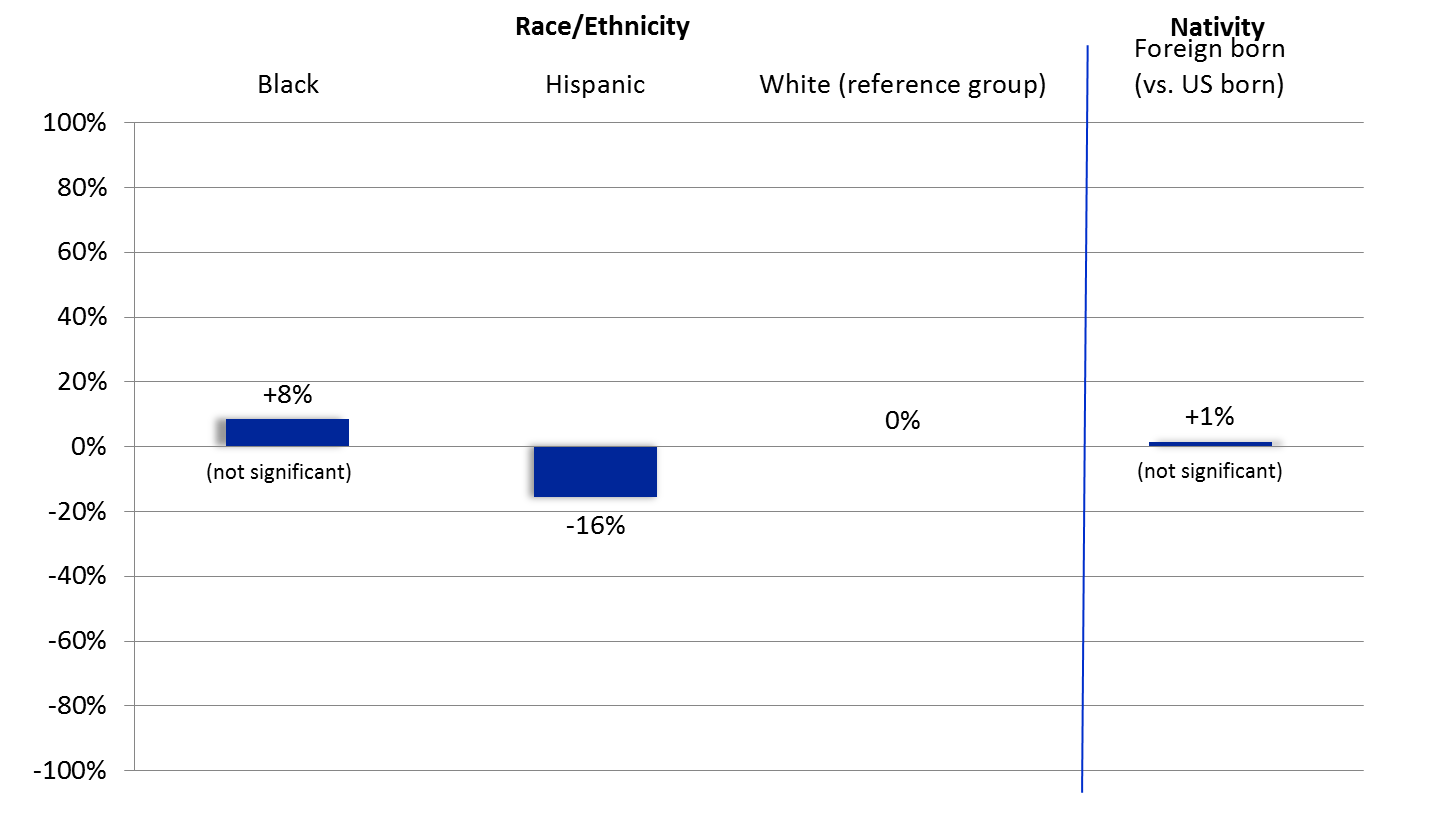 Race/Ethnicity
Nativity
Black
Hispanic
White (reference group)
Foreign born
(vs. US born)
100%
80%
60%
40%
20%
0%
-20%
-40%
-60%
-80%
-100%
+8%
(not significant)
-16%
0%
+1%
(not significant)